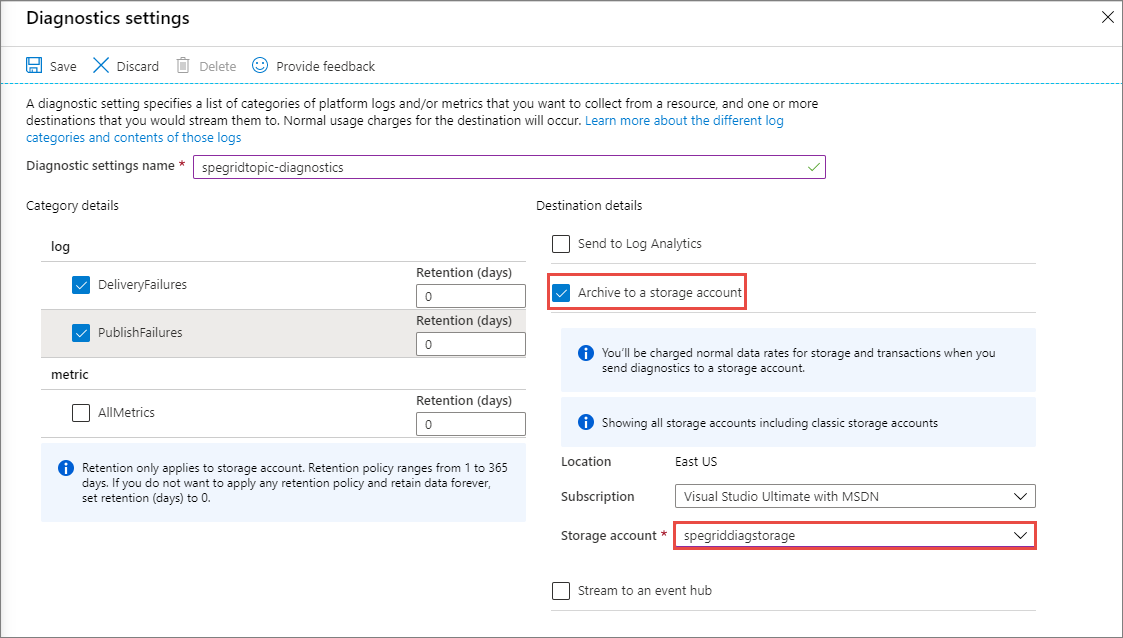 Diagnostics settings
Save
Discard
Delete
Provide feedback
A diagnostic setting specifies a list of categories of platform logs and/or metrics that you want to collect from a resource, and one or more
destinations that you would stream them to. Normal usage charges for the destination will occur. Learn more about the different log
categories and contents of those logs
Diagnostic settings name *
spegridtopic-diagnostics
Category details
log
DeliveryFailures
Retention (days)
0
PublishFailures
Retention (days)
0
metric
AllMetrics
Retention (days)
0
Retention only applies to storage account. Retention policy ranges from 1 to 365
days. If you do not want to apply any retention policy and retain data forever,
set retention (days) to 0.
Destination details
Send to Log Analytics
Archive to a storage account
You'll be charged normal data rates for storage and transactions when you
send diagnostics to a storage account.
Showing all storage accounts including classic storage accounts
Location
East US
Subscription
Visual Studio Ultimate with MSDN
Storage account *
spegriddiagstorage
Stream to an event hub